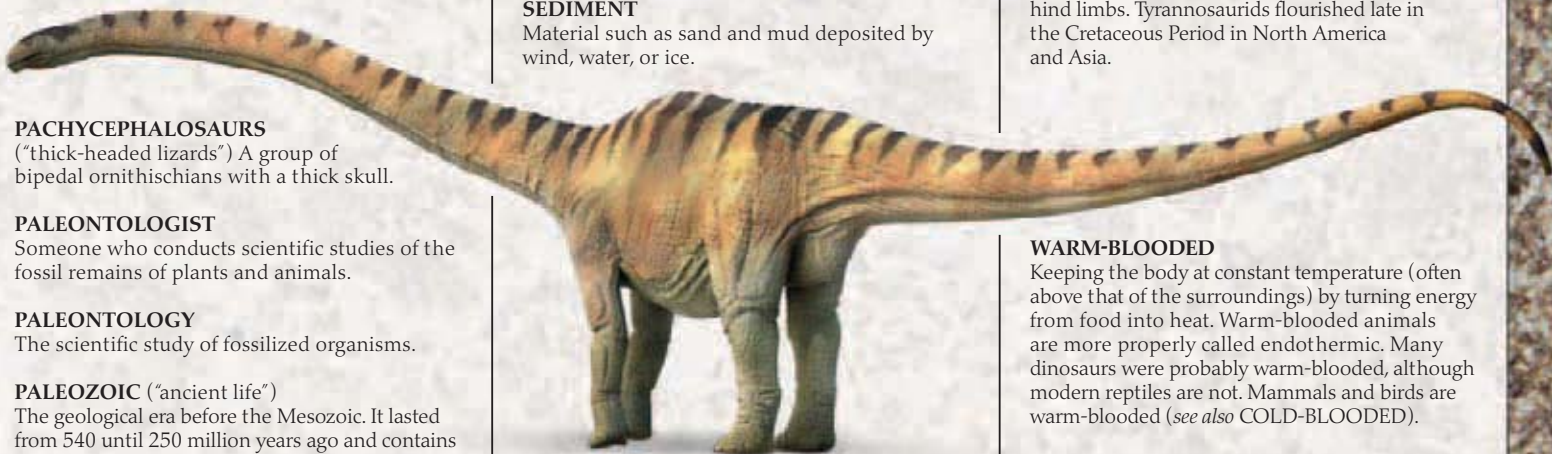 PACHYCEPHALOSAURS
(“thick-headed lizards”) A group of
bipedal ornithischians with a thick skull.
PALEONTOLOGIST
Someone who conducts scientific studies of the
fossil remains of plants and animals.
PALEONTOLOGY
The scientific study of fossilized organisms.
PALEOZOIC (“ancient life”)
The geological era before the Mesozoic. It lasted
from 540 until 250 million years ago and contains
SEDIMENT
Material such as sand and mud deposited by
wind, water, or ice.
hind limbs. Tyrannosaurids flourished late in
the Cretaceous Period in North America
and Asia.
WARM-BLOODED
Keeping the body at constant temperature (often
above that of the surroundings) by turning energy
from food into heat. Warm-blooded animals
are more properly called endothermic. Many
dinosaurs were probably warm-blooded, although
modern reptiles are not. Mammals and birds are
warm-blooded (see also COLD-BLOODED).